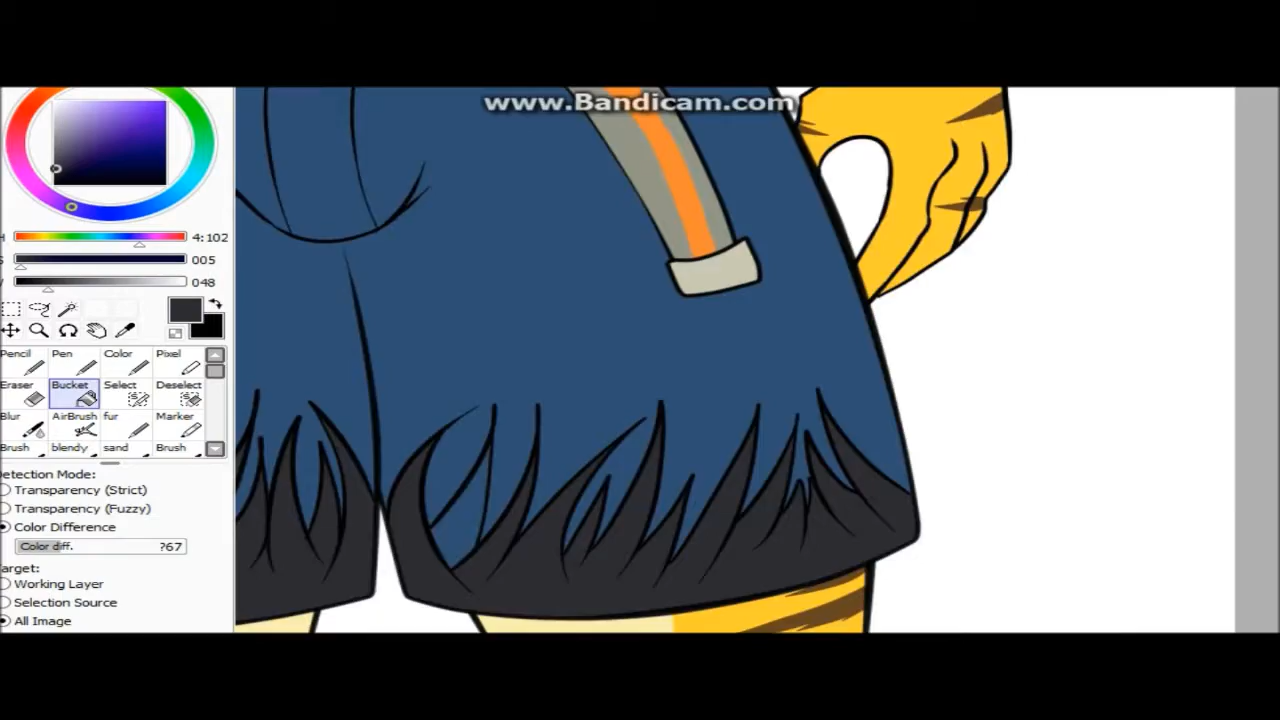 www.Bandicam.com
H 4:102
S 005
V 048
Pencil Pen Color Pixel
Eraser Bucket Select Deselect
Blur AirBrush fur Marker
Brush blendy sand Brush
Detection Mode:
Transparency (Strict)
Transparency (Fuzzy)
Color Difference
Color diff. ?67
Target:
Working Layer
Selection Source
All Image